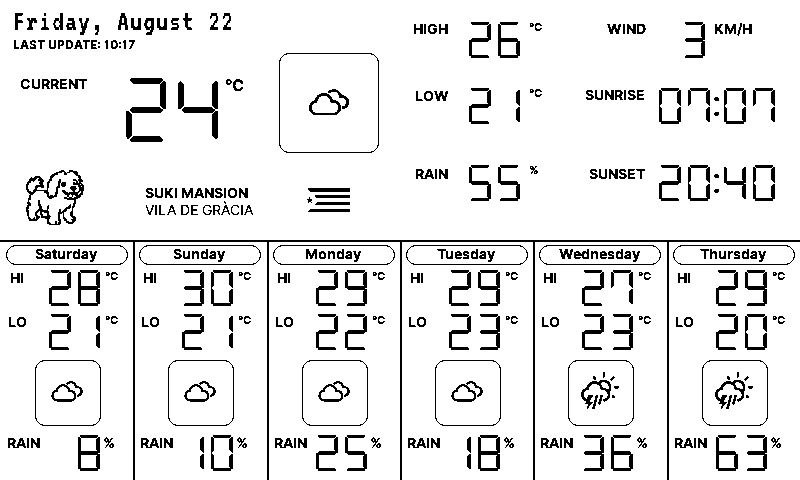 Friday, August 22
LAST UPDATE: 10:17
CURRENT 24 °C
HIGH 26 °C
LOW 21 °C
RAIN 55 %
WIND 3 KM/H
SUNRISE 07:07
SUNSET 20:40
SUKI MANSION
VILA DE GRÀCIA
Saturday
HI 28 °C
LO 21 °C
RAIN 8 %
Sunday
HI 30 °C
LO 21 °C
RAIN 10 %
Monday
HI 29 °C
LO 22 °C
RAIN 25 %
Tuesday
HI 29 °C
LO 23 °C
RAIN 18 %
Wednesday
HI 27 °C
LO 23 °C
RAIN 36 %
Thursday
HI 29 °C
LO 20 °C
RAIN 63 %